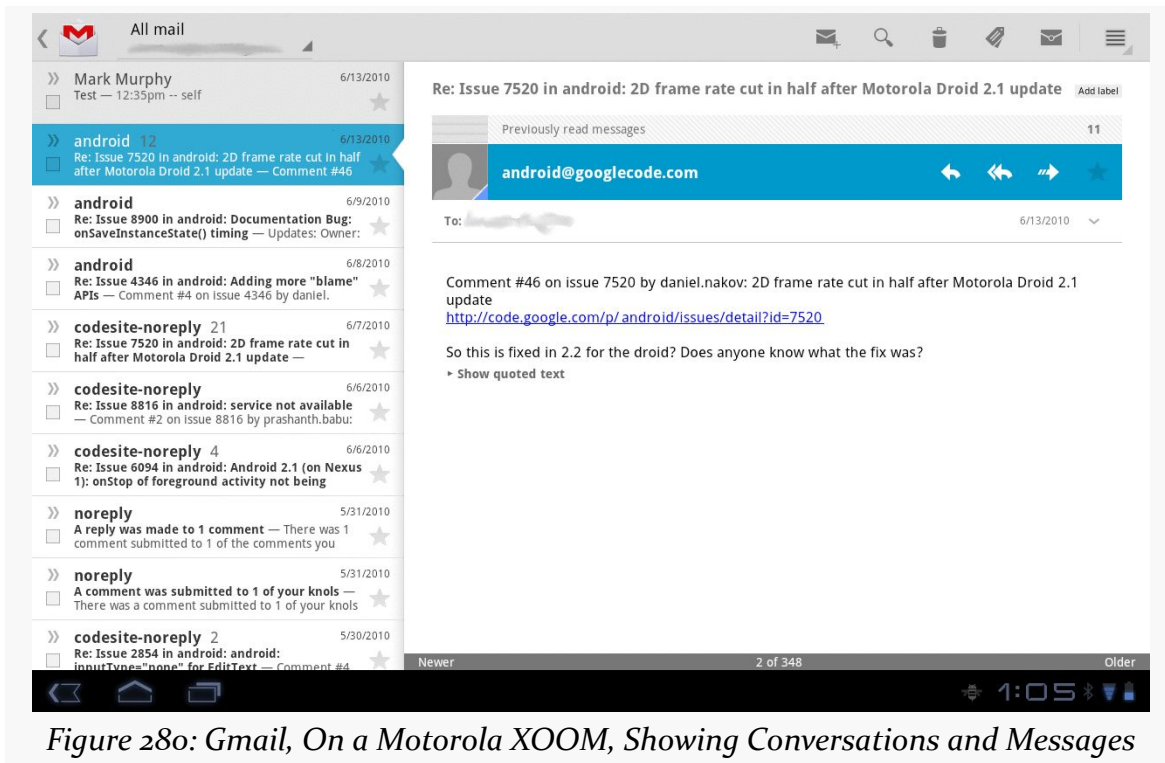 All mail
Mark Murphy 6/13/2010
Test — 12:35pm -- self
android 12 6/13/2010
Re: Issue 7520 in android: 2D frame rate cut in half
after Motorola Droid 2.1 update — Comment #46
android 6/9/2010
Re: Issue 8900 in android: Documentation Bug:
onSaveInstanceState() timing — Updates: Owner:
android 6/8/2010
Re: Issue 4346 in android: Adding more "blame"
APIs — Comment #4 on issue 4346 by daniel.
codesite-noreply 21 6/7/2010
Re: Issue 7520 in android: 2D frame rate cut in
half after Motorola Droid 2.1 update —
codesite-noreply 6/6/2010
Re: Issue 8816 in android: service not available
— Comment #2 on issue 8816 by prashanth.babu:
codesite-noreply 4 6/6/2010
Re: Issue 6094 in android: Android 2.1 (on Nexus
1): onStop of foreground activity not being
noreply 5/31/2010
A reply was made to 1 comment — There was 1
comment submitted to 1 of the comments you
noreply 5/31/2010
A comment was submitted to 1 of your knols —
There was a comment submitted to 1 of your knols
codesite-noreply 2 5/30/2010
Re: Issue 2854 in android: android:
inputType="none" for EditText — Comment #4
Re: Issue 7520 in android: 2D frame rate cut in half after Motorola Droid 2.1 update Add label
Previously read messages 11
android@googlecode.com
To: 6/13/2010
Comment #46 on issue 7520 by daniel.nakov: 2D frame rate cut in half after Motorola Droid 2.1
update
http://code.google.com/p/android/issues/detail?id=7520
So this is fixed in 2.2 for the droid? Does anyone know what the fix was?
▸ Show quoted text
Newer 2 of 348 Older
1:05
Figure 280: Gmail, On a Motorola XOOM, Showing Conversations and Messages